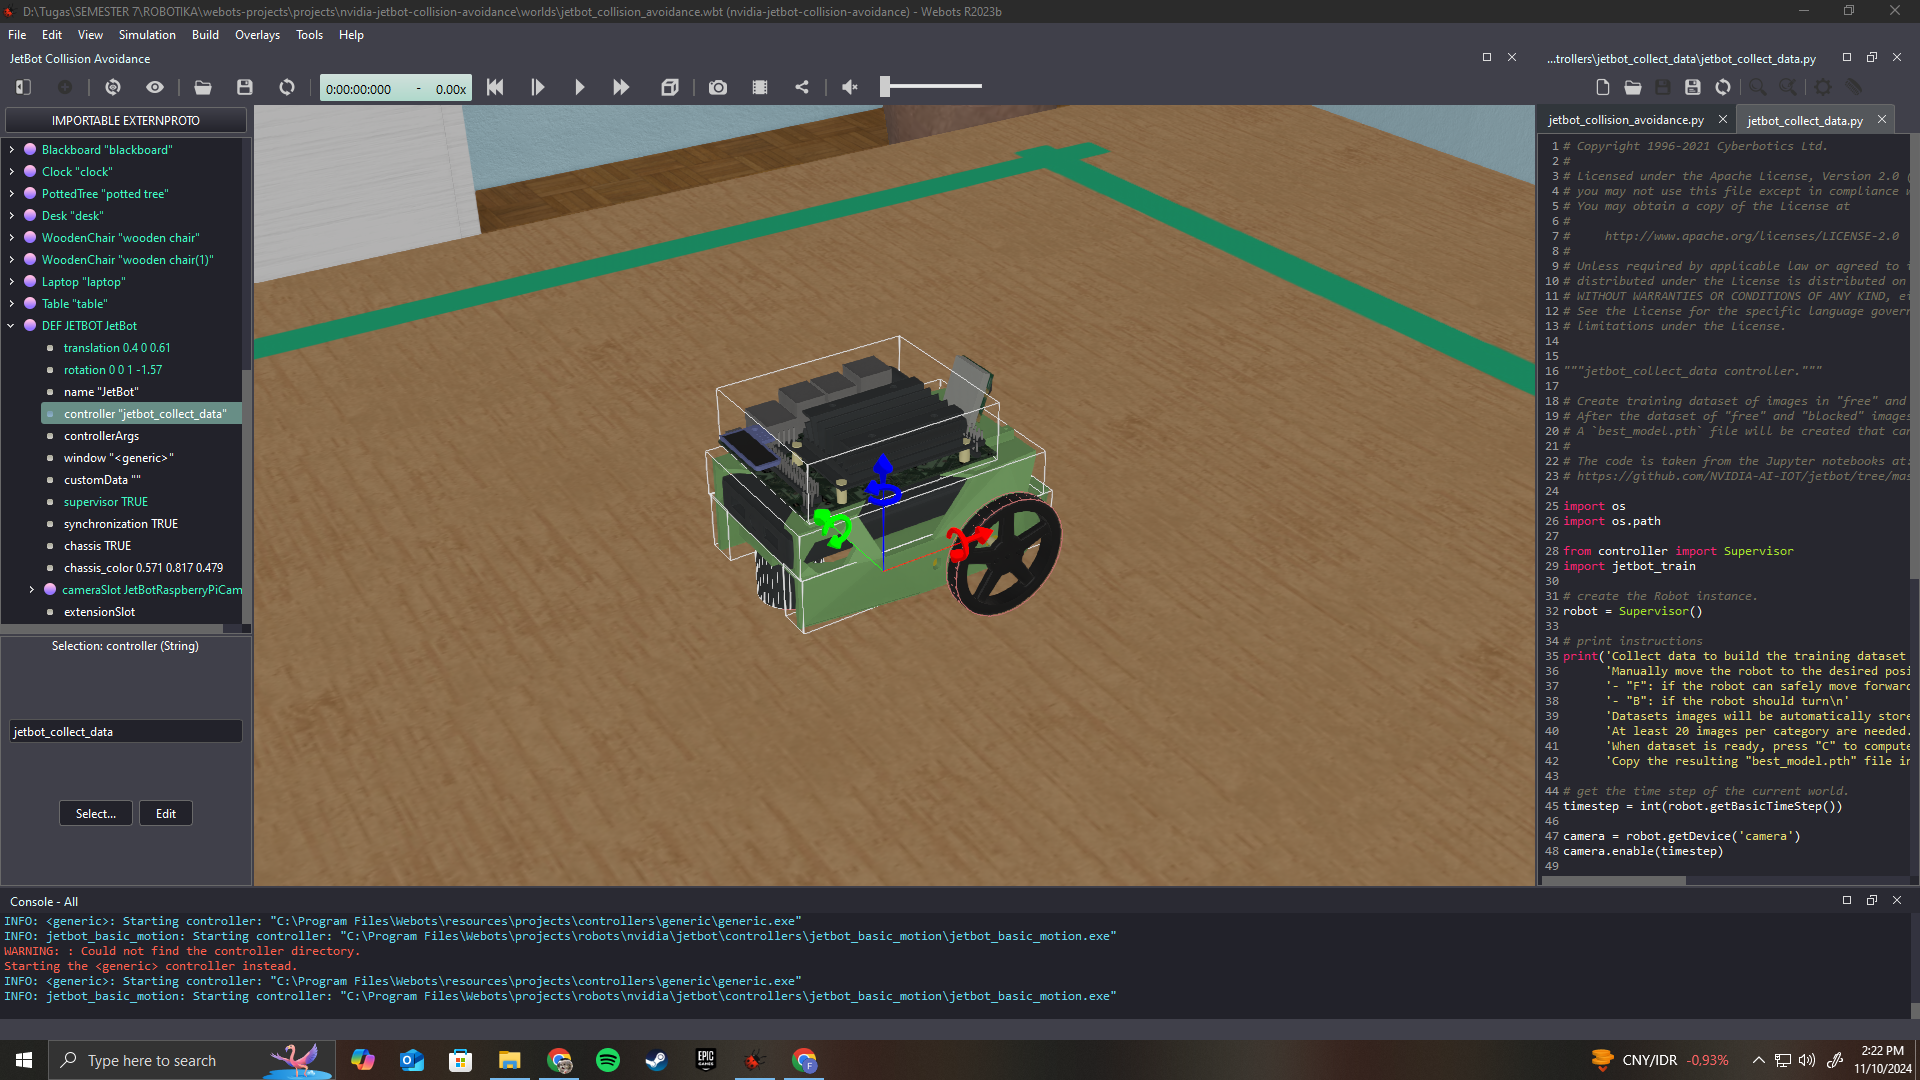 D:\Tugas\SEMESTER 7\ROBOTIKA\webots-projects\projects\nvidia-jetbot-collision-avoidance\worlds\jetbot_collision_avoidance.wbt (nvidia-jetbot-collision-avoidance) - Webots R2023b
File Edit View Simulation Build Overlays Tools Help
JetBot Collision Avoidance
0:00:00:000 - 0.00x
IMPORTABLE EXTERNPROTO
Blackboard "blackboard"
Clock "clock"
PottedTree "potted tree"
Desk "desk"
WoodenChair "wooden chair"
WoodenChair "wooden chair(1)"
Laptop "laptop"
Table "table"
DEF JETBOT JetBot
translation 0.4 0 0.61
rotation 0 0 1 -1.57
name "JetBot"
controller "jetbot_collect_data"
controllerArgs
window "<generic>"
customData ""
supervisor TRUE
synchronization TRUE
chassis TRUE
chassis_color 0.571 0.817 0.479
cameraSlot JetBotRaspberryPiCam
extensionSlot
Selection: controller (String)
jetbot_collect_data
Select... Edit
...trollers\jetbot_collect_data\jetbot_collect_data.py
jetbot_collision_avoidance.py jetbot_collect_data.py
1 # Copyright 1996-2021 Cyberbotics Ltd.
2 #
3 # Licensed under the Apache License, Version 2.0 (
4 # you may not use this file except in compliance w
5 # You may obtain a copy of the License at
6 #
7 #     http://www.apache.org/licenses/LICENSE-2.0
8 #
9 # Unless required by applicable law or agreed to i
10 # distributed under the License is distributed on
11 # WITHOUT WARRANTIES OR CONDITIONS OF ANY KIND, ei
12 # See the License for the specific language govern
13 # limitations under the License.
14
15
16 """jetbot_collect_data controller."""
17
18 # Create training dataset of images in "free" and
19 # After the dataset of "free" and "blocked" images
20 # A `best_model.pth` file will be created that can
21 #
22 # The code is taken from the Jupyter notebooks at:
23 # https://github.com/NVIDIA-AI-IOT/jetbot/tree/mas
24
25 import os
26 import os.path
27
28 from controller import Supervisor
29 import jetbot_train
30
31 # create the Robot instance.
32 robot = Supervisor()
33
34 # print instructions
35 print('Collect data to build the training dataset
36       'Manually move the robot to the desired posi
37       '- "F": if the robot can safely move forward
38       '- "B": if the robot should turn\n'
39       'Datasets images will be automatically store
40       'At least 20 images per category are needed.
41       'When dataset is ready, press "C" to compute
42       'Copy the resulting "best_model.pth" file in
43
44 # get the time step of the current world.
45 timestep = int(robot.getBasicTimeStep())
46
47 camera = robot.getDevice('camera')
48 camera.enable(timestep)
49
Console - All
INFO: <generic>: Starting controller: "C:\Program Files\Webots\resources\projects\controllers\generic\generic.exe"
INFO: jetbot_basic_motion: Starting controller: "C:\Program Files\Webots\projects\robots\nvidia\jetbot\controllers\jetbot_basic_motion\jetbot_basic_motion.exe"
WARNING: : Could not find the controller directory.
Starting the <generic> controller instead.
INFO: <generic>: Starting controller: "C:\Program Files\Webots\resources\projects\controllers\generic\generic.exe"
INFO: jetbot_basic_motion: Starting controller: "C:\Program Files\Webots\projects\robots\nvidia\jetbot\controllers\jetbot_basic_motion\jetbot_basic_motion.exe"
Type here to search
EPIC GAMES
CNY/IDR -0.93%
2:22 PM
11/10/2024